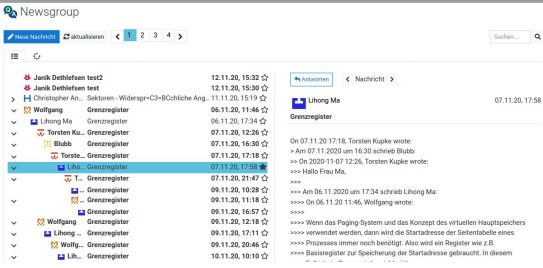 Newsgroup
Neue Nachricht aktualisieren 1 2 3 4 Suchen...
Janik Dethlefsen test2 12.11.20, 15:32
Janik Dethlefsen test 12.11.20, 15:30
Christopher An... Sektoren - Widerspr=C3=BCchliche Ang... 11.11.20, 15:19
Wolfgang Grenzregister 06.11.20, 11:46
Lihong Ma Grenzregister 06.11.20, 17:34
Torsten Ku... Grenzregister 07.11.20, 12:26
Blubb Grenzregister 07.11.20, 16:30
Torste... Grenzregister 07.11.20, 17:18
Liho... Grenzregister 07.11.20, 17:58
T... Grenzregister 07.11.20, 21:47
... Grenzregister 09.11.20, 10:28
... Grenzregister 09.11.20, 11:18
Grenzregister 09.11.20, 16:57
Wolfgang Grenzregister 09.11.20, 12:18
Lihong ... Grenzregister 09.11.20, 17:11
Wolfg... Grenzregister 09.11.20, 20:46
Lih... Grenzregister 10.11.20, 10:10
Antworten Nachricht
Lihong Ma 07.11.20, 17:58
Grenzregister
On 07.11.20 17:18, Torsten Kupke wrote:
> Am 07.11.2020 um 16:30 schrieb Blubb:
>> On 2020-11-07 12:26, Torsten Kupke wrote:
>>> Hallo Frau Ma,
>>>
>>> Am 06.11.2020 um 17:34 schrieb Lihong Ma:
>>>> On 06.11.20 11:46, Wolfgang wrote:
>>>>
>>>> Wenn das Paging-System und das Konzept des virtuellen Hauptspeichers
>>>> verwendet werden, dann wird die Startadresse der Seitentabelle eines
>>>> Prozesses immer noch benötigt. Also wird ein Register wie z.B.
>>>> Basisregister zur Speicherung der Startadresse gebraucht. In diesem